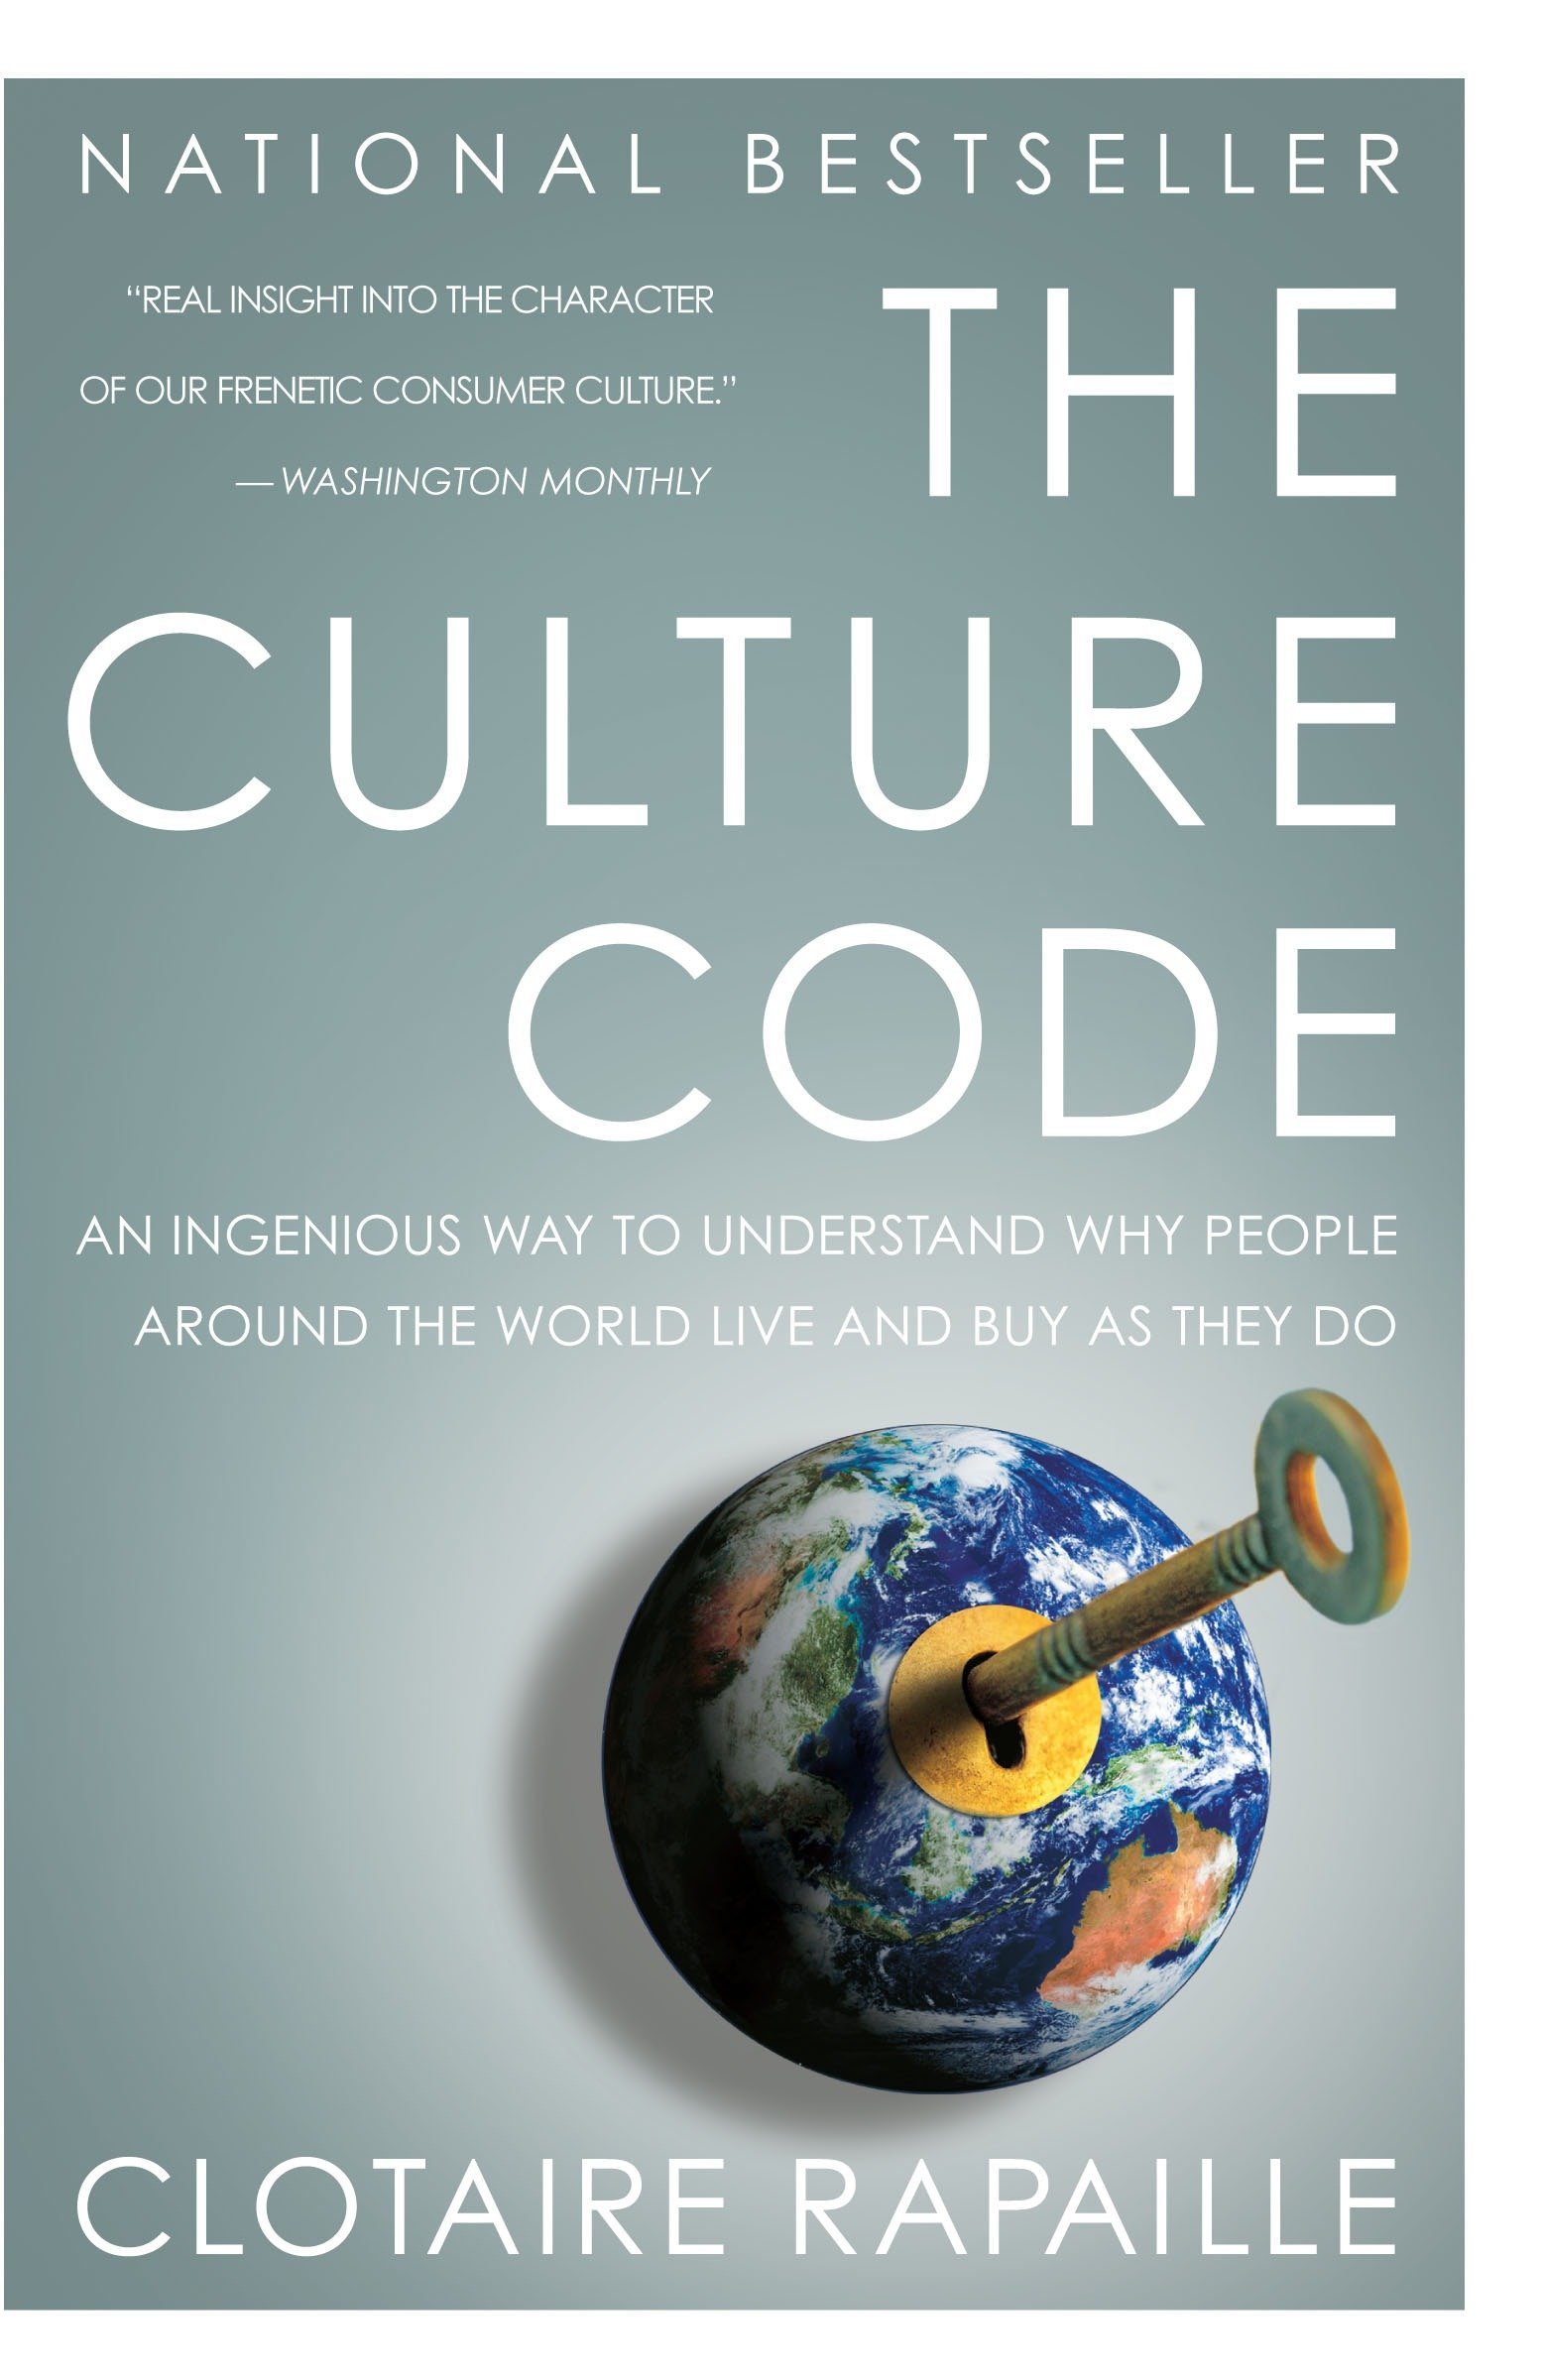 NATIONAL BESTSELLER
“REAL INSIGHT INTO THE CHARACTER
OF OUR FRENETIC CONSUMER CULTURE.”
—WASHINGTON MONTHLY
THE
CULTURE
CODE
AN INGENIOUS WAY TO UNDERSTAND WHY PEOPLE
AROUND THE WORLD LIVE AND BUY AS THEY DO
CLOTAIRE RAPAILLE